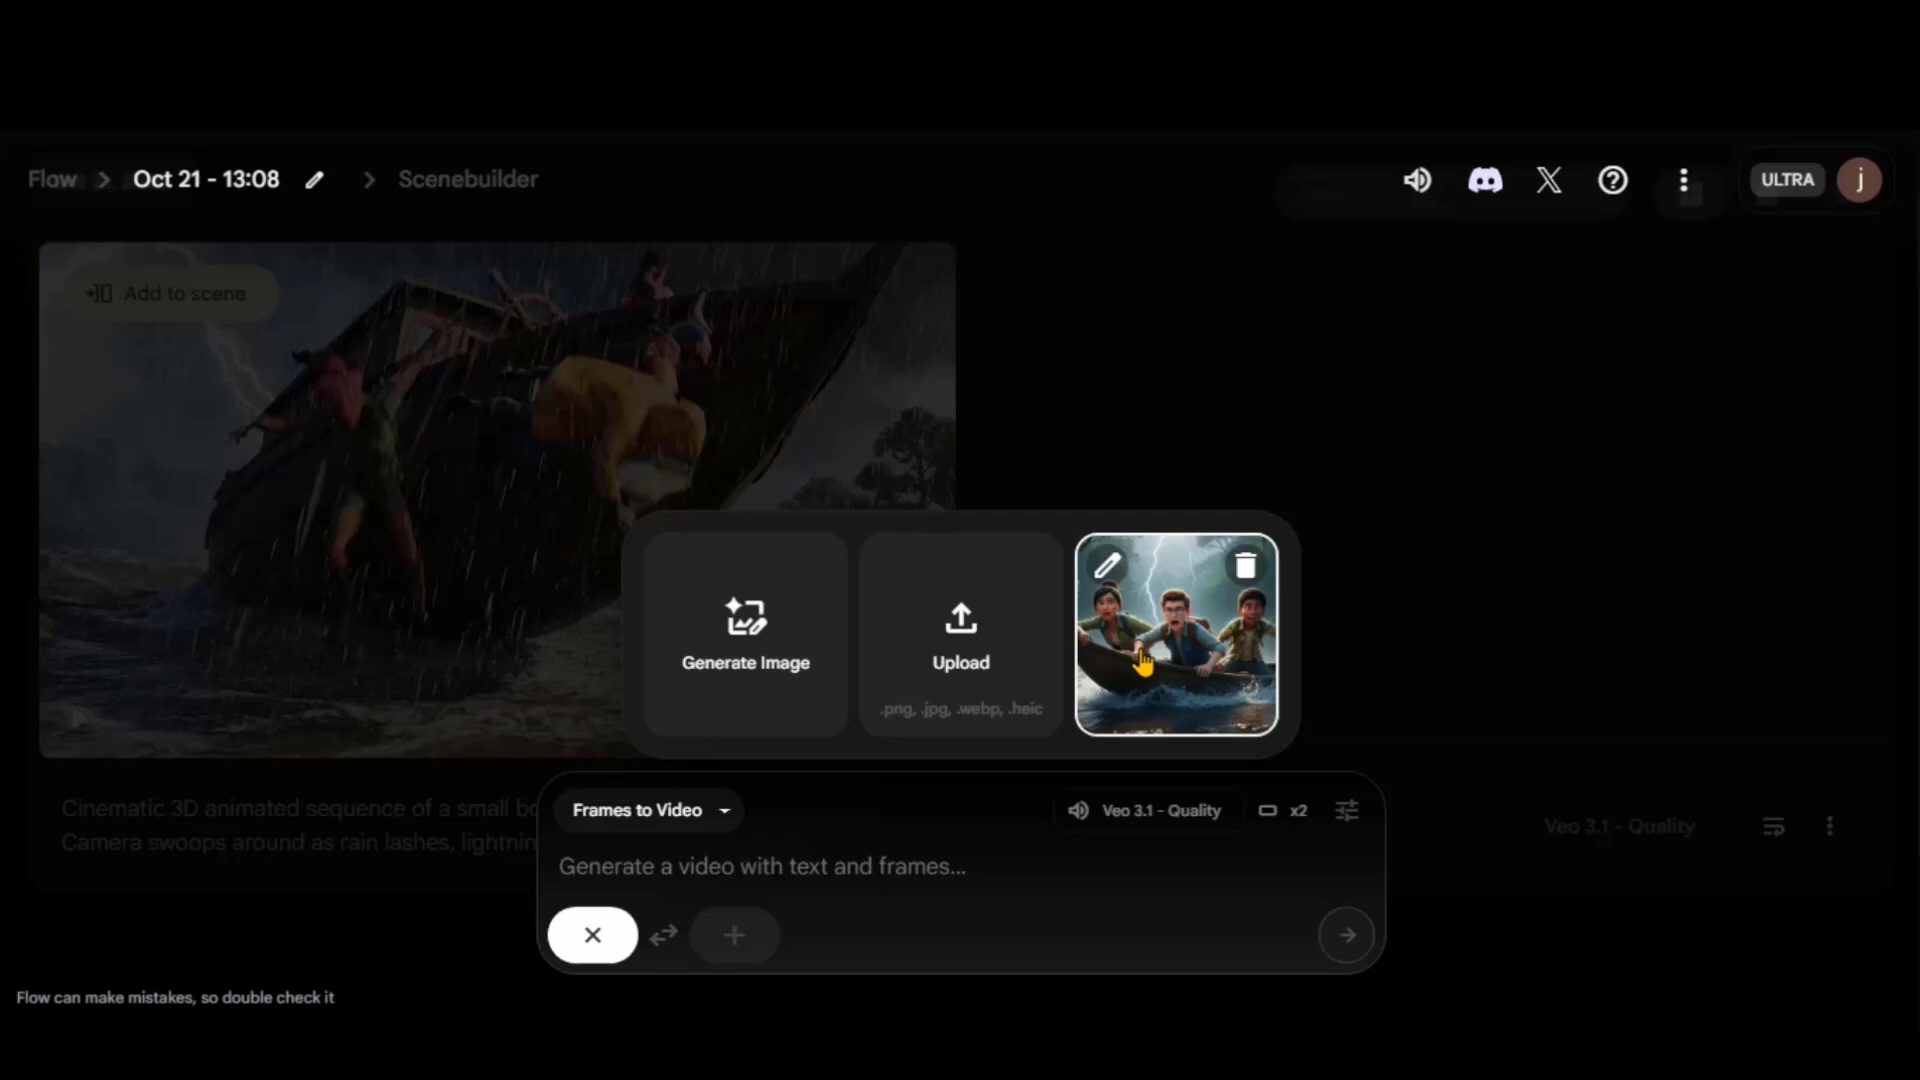 Flow
Oct 21 - 13:08
Scenebuilder
ULTRA
j
Add to scene
Generate Image
Upload
.png, .jpg, .webp, .heic
Cinematic 3D animated sequence of a small
Camera swoops around as rain lashes,
Frames to Video
Veo 3.1 - Quality
x2
Generate a video with text and frames...
Veo 3.1 - Quality
Flow can make mistakes, so double check it